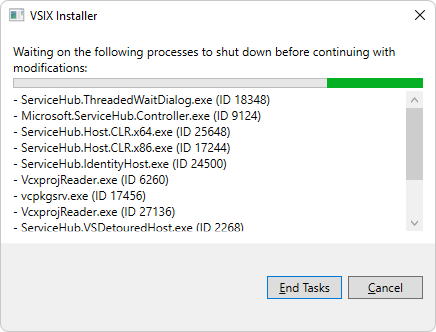 VSIX Installer
Waiting on the following processes to shut down before continuing with
modifications:
- ServiceHub.ThreadedWaitDialog.exe (ID 18348)
- Microsoft.ServiceHub.Controller.exe (ID 9124)
- ServiceHub.Host.CLR.x64.exe (ID 25648)
- ServiceHub.Host.CLR.x86.exe (ID 17244)
- ServiceHub.IdentityHost.exe (ID 24500)
- VcxprojReader.exe (ID 6260)
- vcpkgsrv.exe (ID 17456)
- VcxprojReader.exe (ID 27136)
- ServiceHub.VSDetouredHost.exe (ID 2268)
End Tasks
Cancel